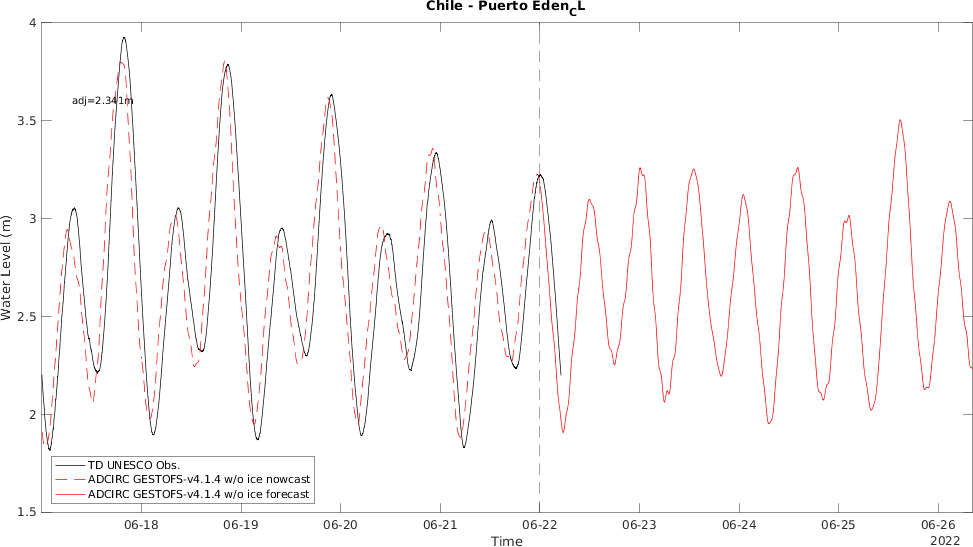 Chile - Puerto Eden_CL
4
3.5
3
2.5
2
1.5
Water Level (m)
adj=2.341m
TD UNESCO Obs.
ADCIRC GESTOFS-v4.1.4 w/o ice nowcast
ADCIRC GESTOFS-v4.1.4 w/o ice forecast
06-18 06-19 06-20 06-21 06-22 06-23 06-24 06-25 06-26
Time 2022